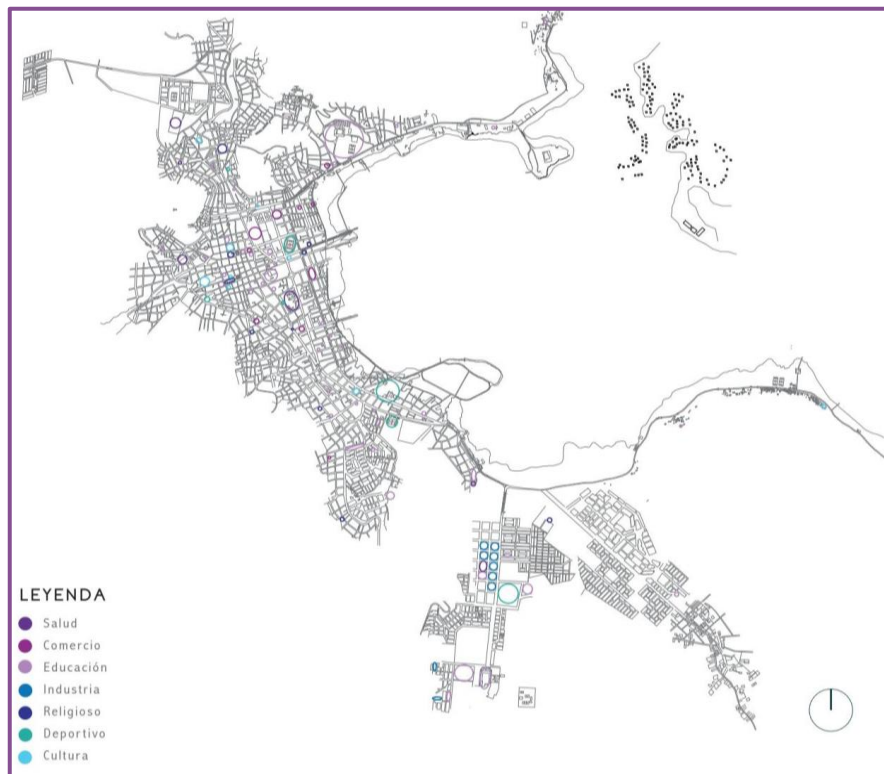 LEYENDA
Salud
Comercio
Educación
Industria
Religioso
Deportivo
Cultura